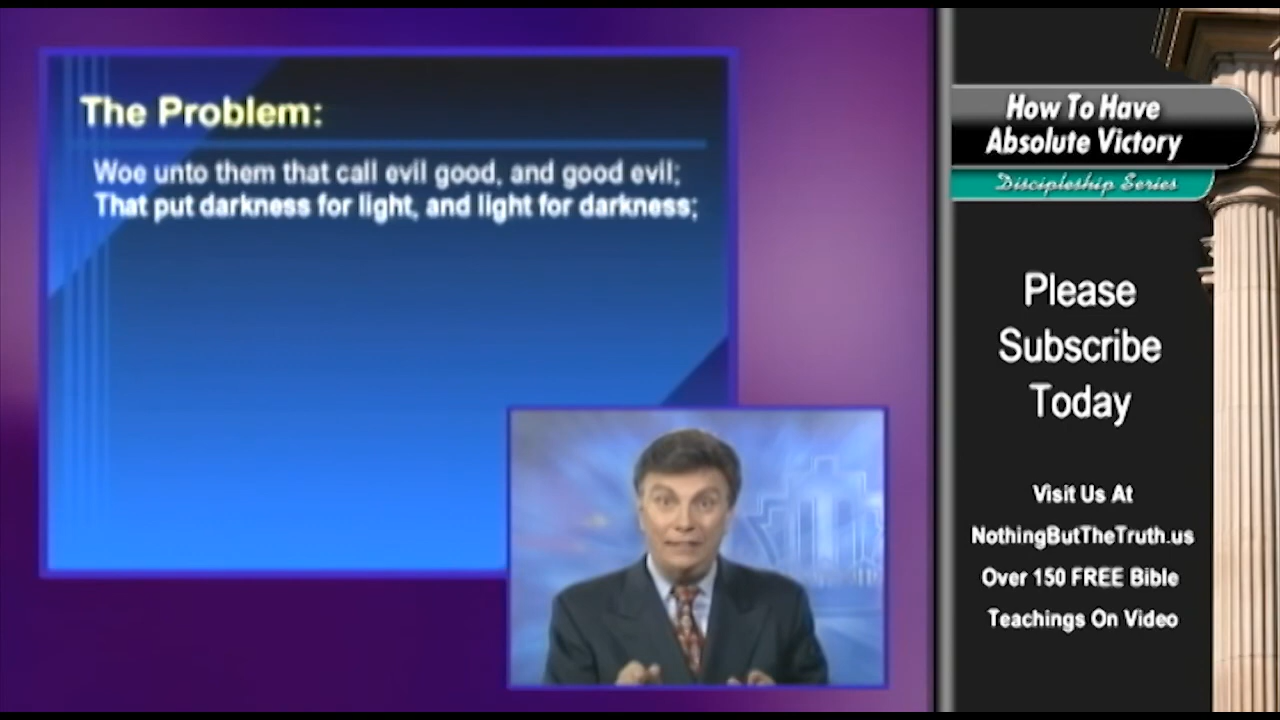 The Problem:
Woe unto them that call evil good, and good evil;
That put darkness for light, and light for darkness;
How To Have
Absolute Victory
Discipleship Series
Please
Subscribe
Today
Visit Us At
NothingButTheTruth.us
Over 150 FREE Bible
Teachings On Video